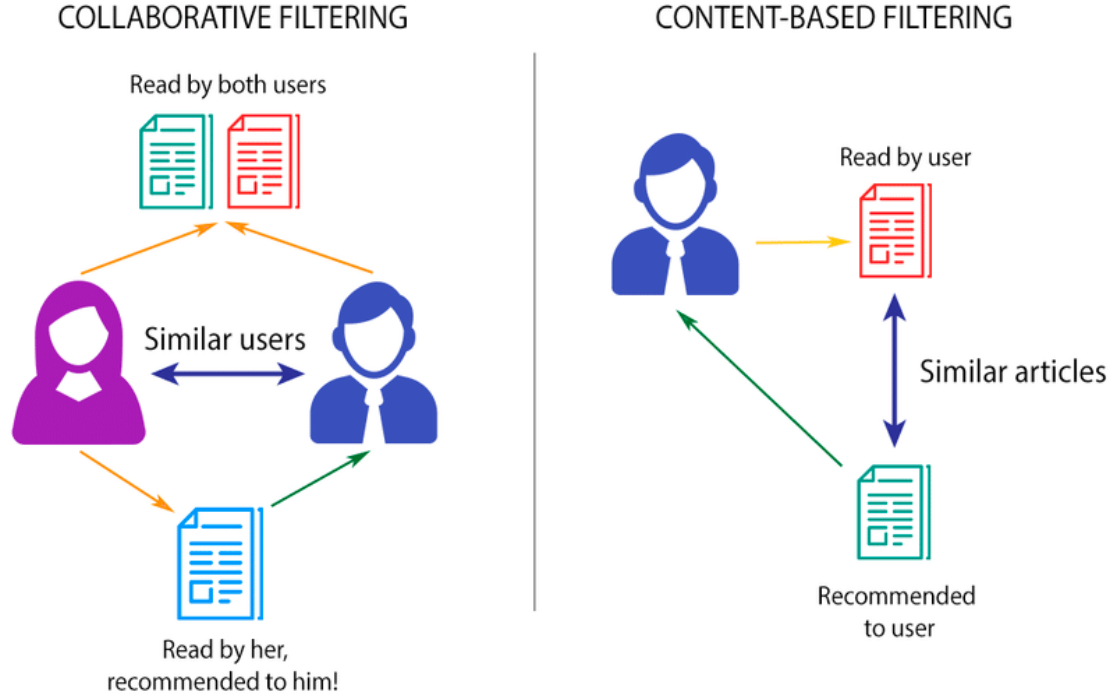 COLLABORATIVE FILTERING
Read by both users
Similar users
Read by her,
recommended to him!
CONTENT-BASED FILTERING
Read by user
Similar articles
Recommended
to user